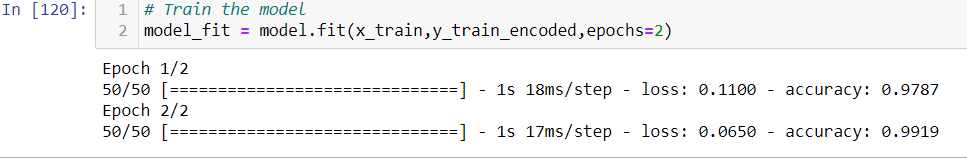 In [120]:
1 # Train the model
2 model_fit = model.fit(x_train,y_train_encoded,epochs=2)
Epoch 1/2
50/50 [==============================] - 1s 18ms/step - loss: 0.1100 - accuracy: 0.9787
Epoch 2/2
50/50 [==============================] - 1s 17ms/step - loss: 0.0650 - accuracy: 0.9919